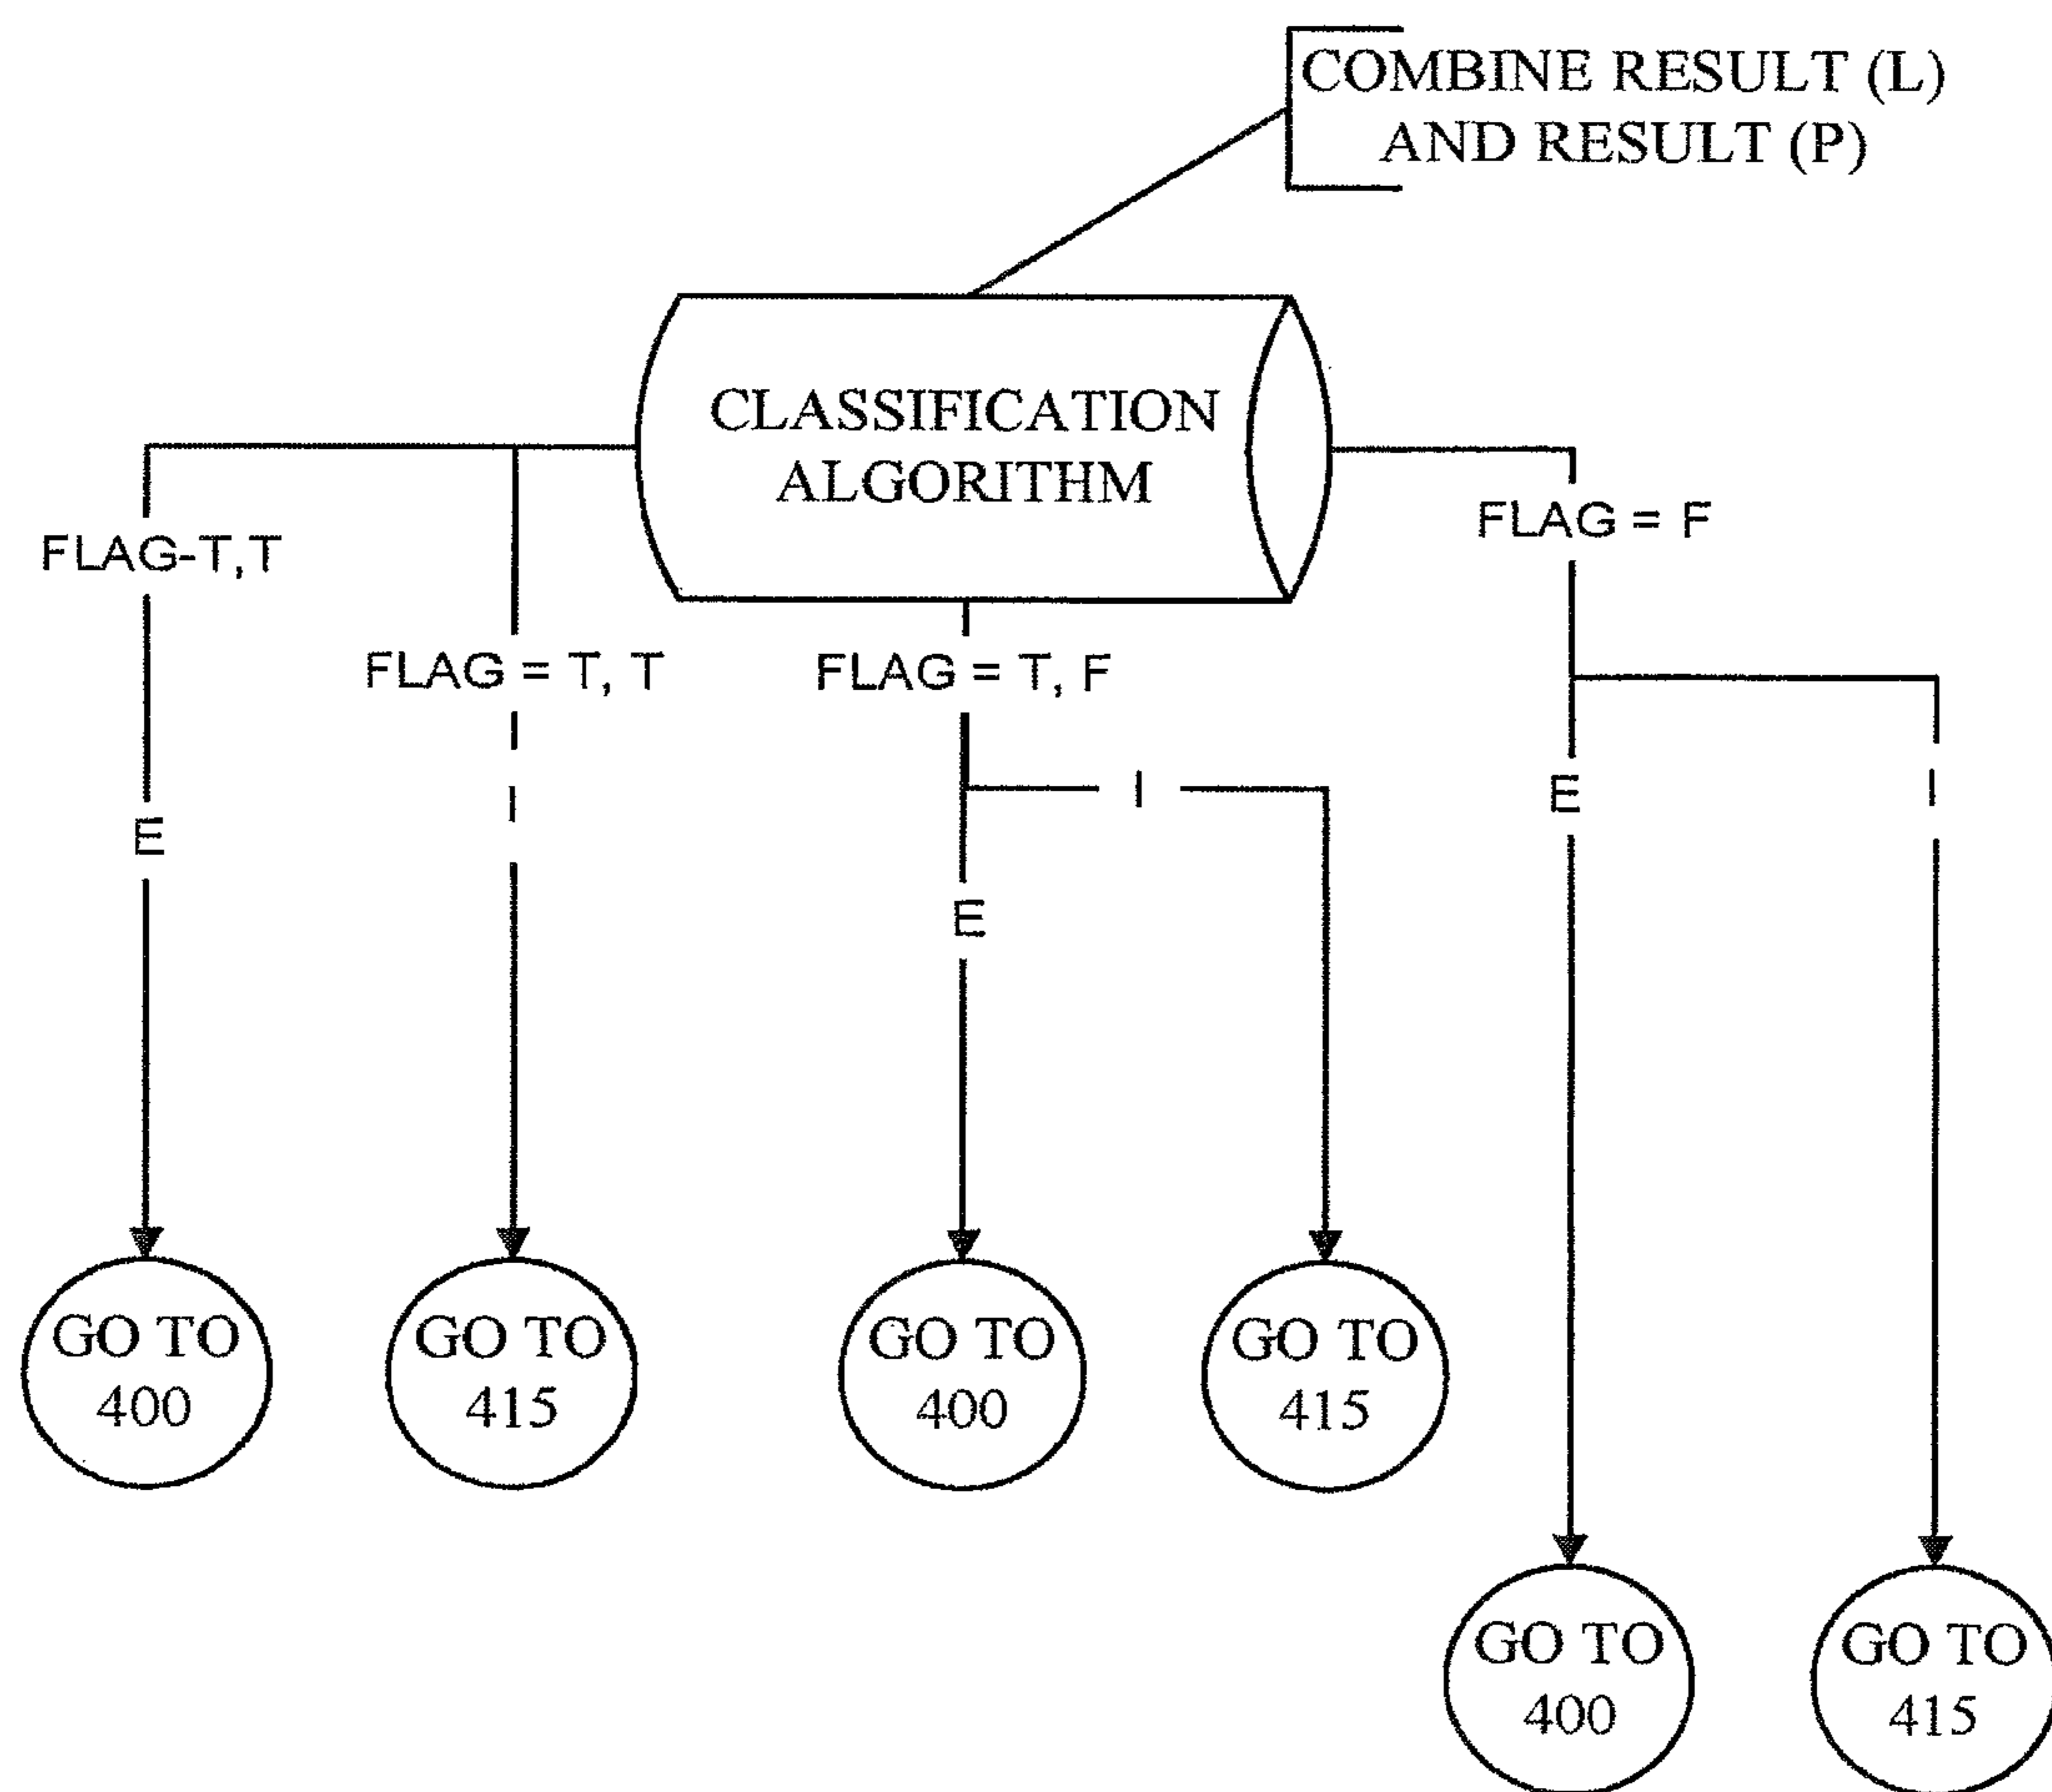 COMBINE RESULT (L)
AND RESULT (P)
CLASSIFICATION
ALGORITHM
FLAG-T,T
FLAG = T, T
FLAG = T, F
FLAG = F
E
I
E
I
E
I
GO TO
400
GO TO
415
GO TO
400
GO TO
415
GO TO
400
GO TO
415